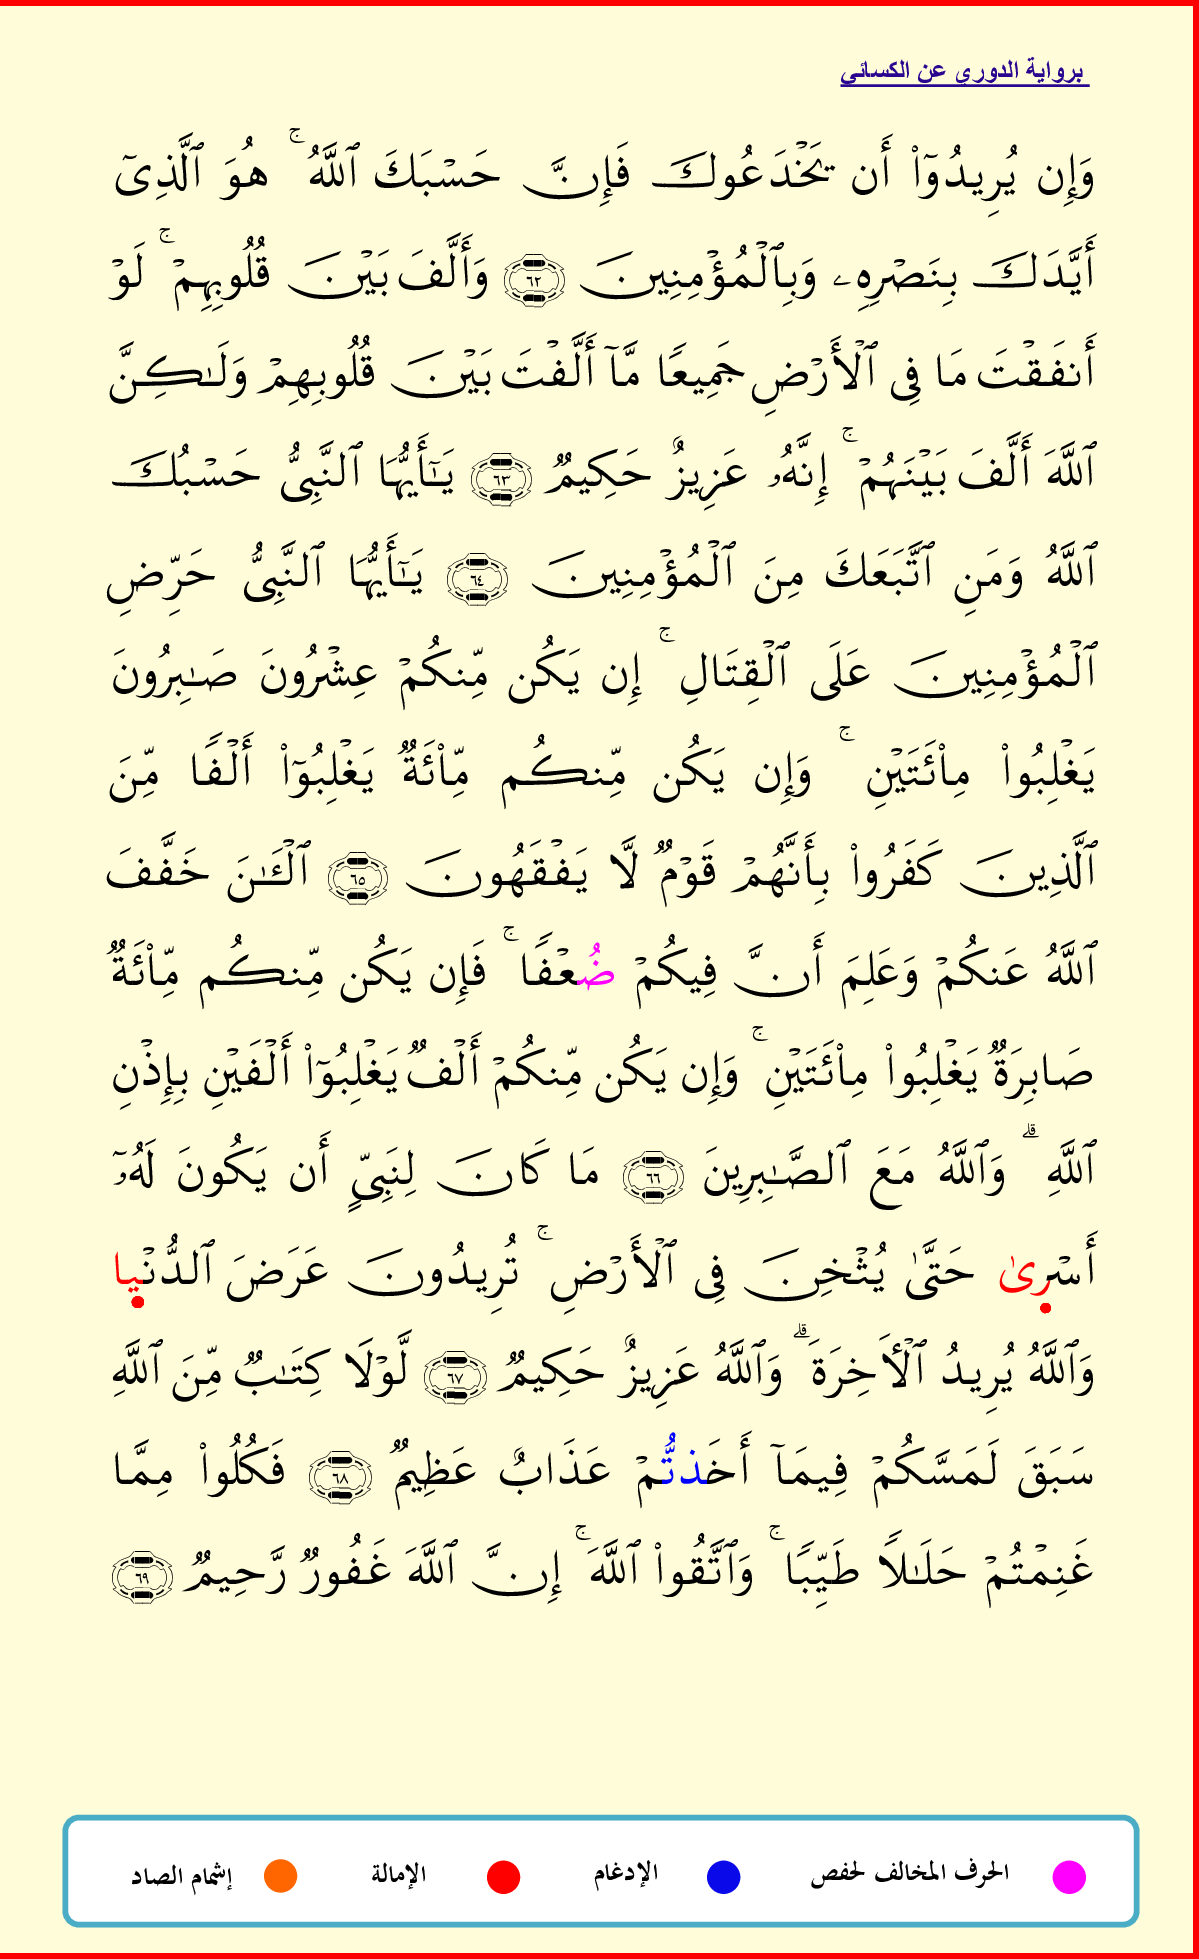 برواية الدوري عن الكسائي
وَإِن يُرِيدُوٓا۟ أَن يَخْدَعُوكَ فَإِنَّ حَسْبَكَ ٱللَّهُ ۚ هُوَ ٱلَّذِىٓ
أَيَّدَكَ بِنَصْرِهِۦ وَبِٱلْمُؤْمِنِينَ ٦٢ وَأَلَّفَ بَيْنَ قُلُوبِهِمْ ۚ لَوْ
أَنفَقْتَ مَا فِى ٱلْأَرْضِ جَمِيعًا مَّآ أَلَّفْتَ بَيْنَ قُلُوبِهِمْ وَلَـٰكِنَّ
ٱللَّهَ أَلَّفَ بَيْنَهُمْ ۚ إِنَّهُۥ عَزِيزٌ حَكِيمٌ ٦٣ يَـٰٓأَيُّهَا ٱلنَّبِىُّ حَسْبُكَ
ٱللَّهُ وَمَنِ ٱتَّبَعَكَ مِنَ ٱلْمُؤْمِنِينَ ٦٤ يَـٰٓأَيُّهَا ٱلنَّبِىُّ حَرِّضِ
ٱلْمُؤْمِنِينَ عَلَى ٱلْقِتَالِ ۚ إِن يَكُن مِّنكُمْ عِشْرُونَ صَـٰبِرُونَ
يَغْلِبُوا۟ مِا۟ئَتَيْنِ ۚ وَإِن يَكُن مِّنكُم مِّا۟ئَةٌ يَغْلِبُوٓا۟ أَلْفًا مِّنَ
ٱلَّذِينَ كَفَرُوا۟ بِأَنَّهُمْ قَوْمٌ لَّا يَفْقَهُونَ ٦٥ ٱلْـَٔـٰنَ خَفَّفَ
ٱللَّهُ عَنكُمْ وَعَلِمَ أَنَّ فِيكُمْ ضُعْفًا ۚ فَإِن يَكُن مِّنكُم مِّا۟ئَةٌ
صَابِرَةٌ يَغْلِبُوا۟ مِا۟ئَتَيْنِ ۚ وَإِن يَكُن مِّنكُمْ أَلْفٌ يَغْلِبُوٓا۟ أَلْفَيْنِ بِإِذْنِ
ٱللَّهِ ۗ وَٱللَّهُ مَعَ ٱلصَّـٰبِرِينَ ٦٦ مَا كَانَ لِنَبِىٍّ أَن يَكُونَ لَهُۥٓ
أَسْرِىٰ حَتَّىٰ يُثْخِنَ فِى ٱلْأَرْضِ ۚ تُرِيدُونَ عَرَضَ ٱلدُّنْيا
وَٱللَّهُ يُرِيدُ ٱلْـَٔاخِرَةَ ۗ وَٱللَّهُ عَزِيزٌ حَكِيمٌ ٦٧ لَّوْلَا كِتَـٰبٌ مِّنَ ٱللَّهِ
سَبَقَ لَمَسَّكُمْ فِيمَآ أَخَذتُّمْ عَذَابٌ عَظِيمٌ ٦٨ فَكُلُوا۟ مِمَّا
غَنِمْتُمْ حَلَـٰلًا طَيِّبًا ۚ وَٱتَّقُوا۟ ٱللَّهَ ۚ إِنَّ ٱللَّهَ غَفُورٌ رَّحِيمٌ ٦٩
الحرف المخالف لحفص الإدغام الإمالة إشمام الصاد